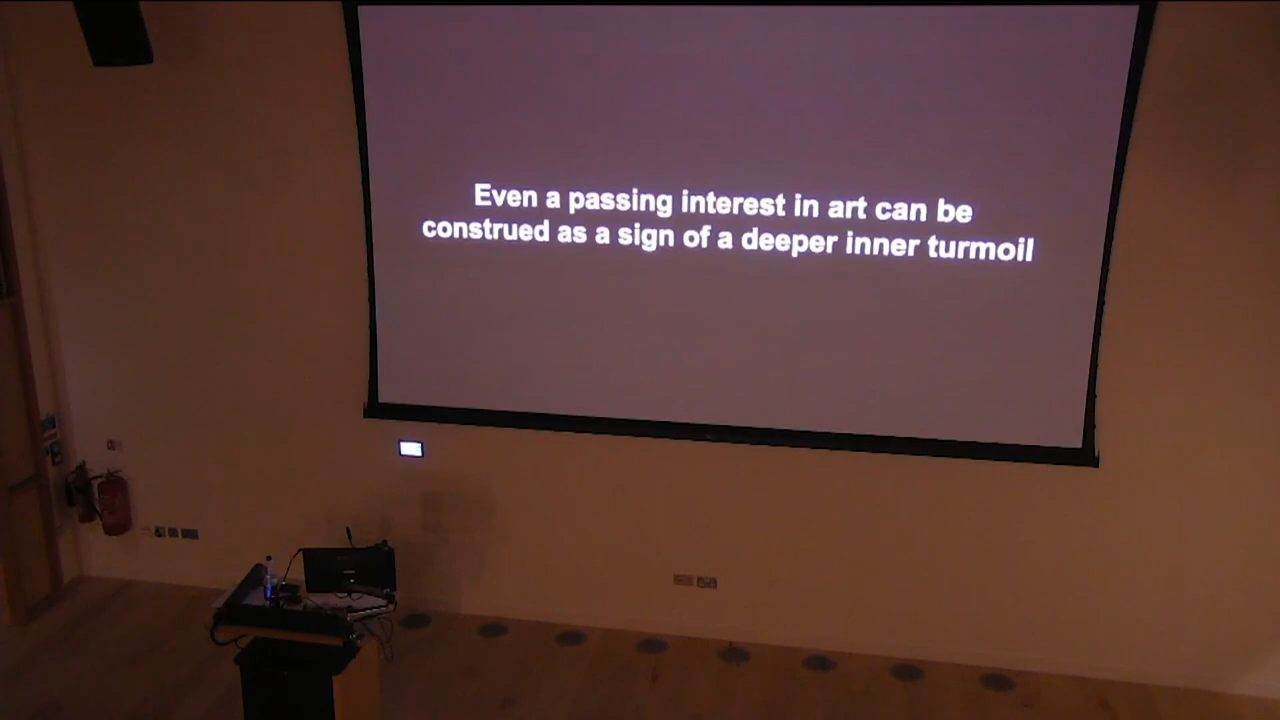 Even a passing interest in art can be
construed as a sign of a deeper inner turmoil